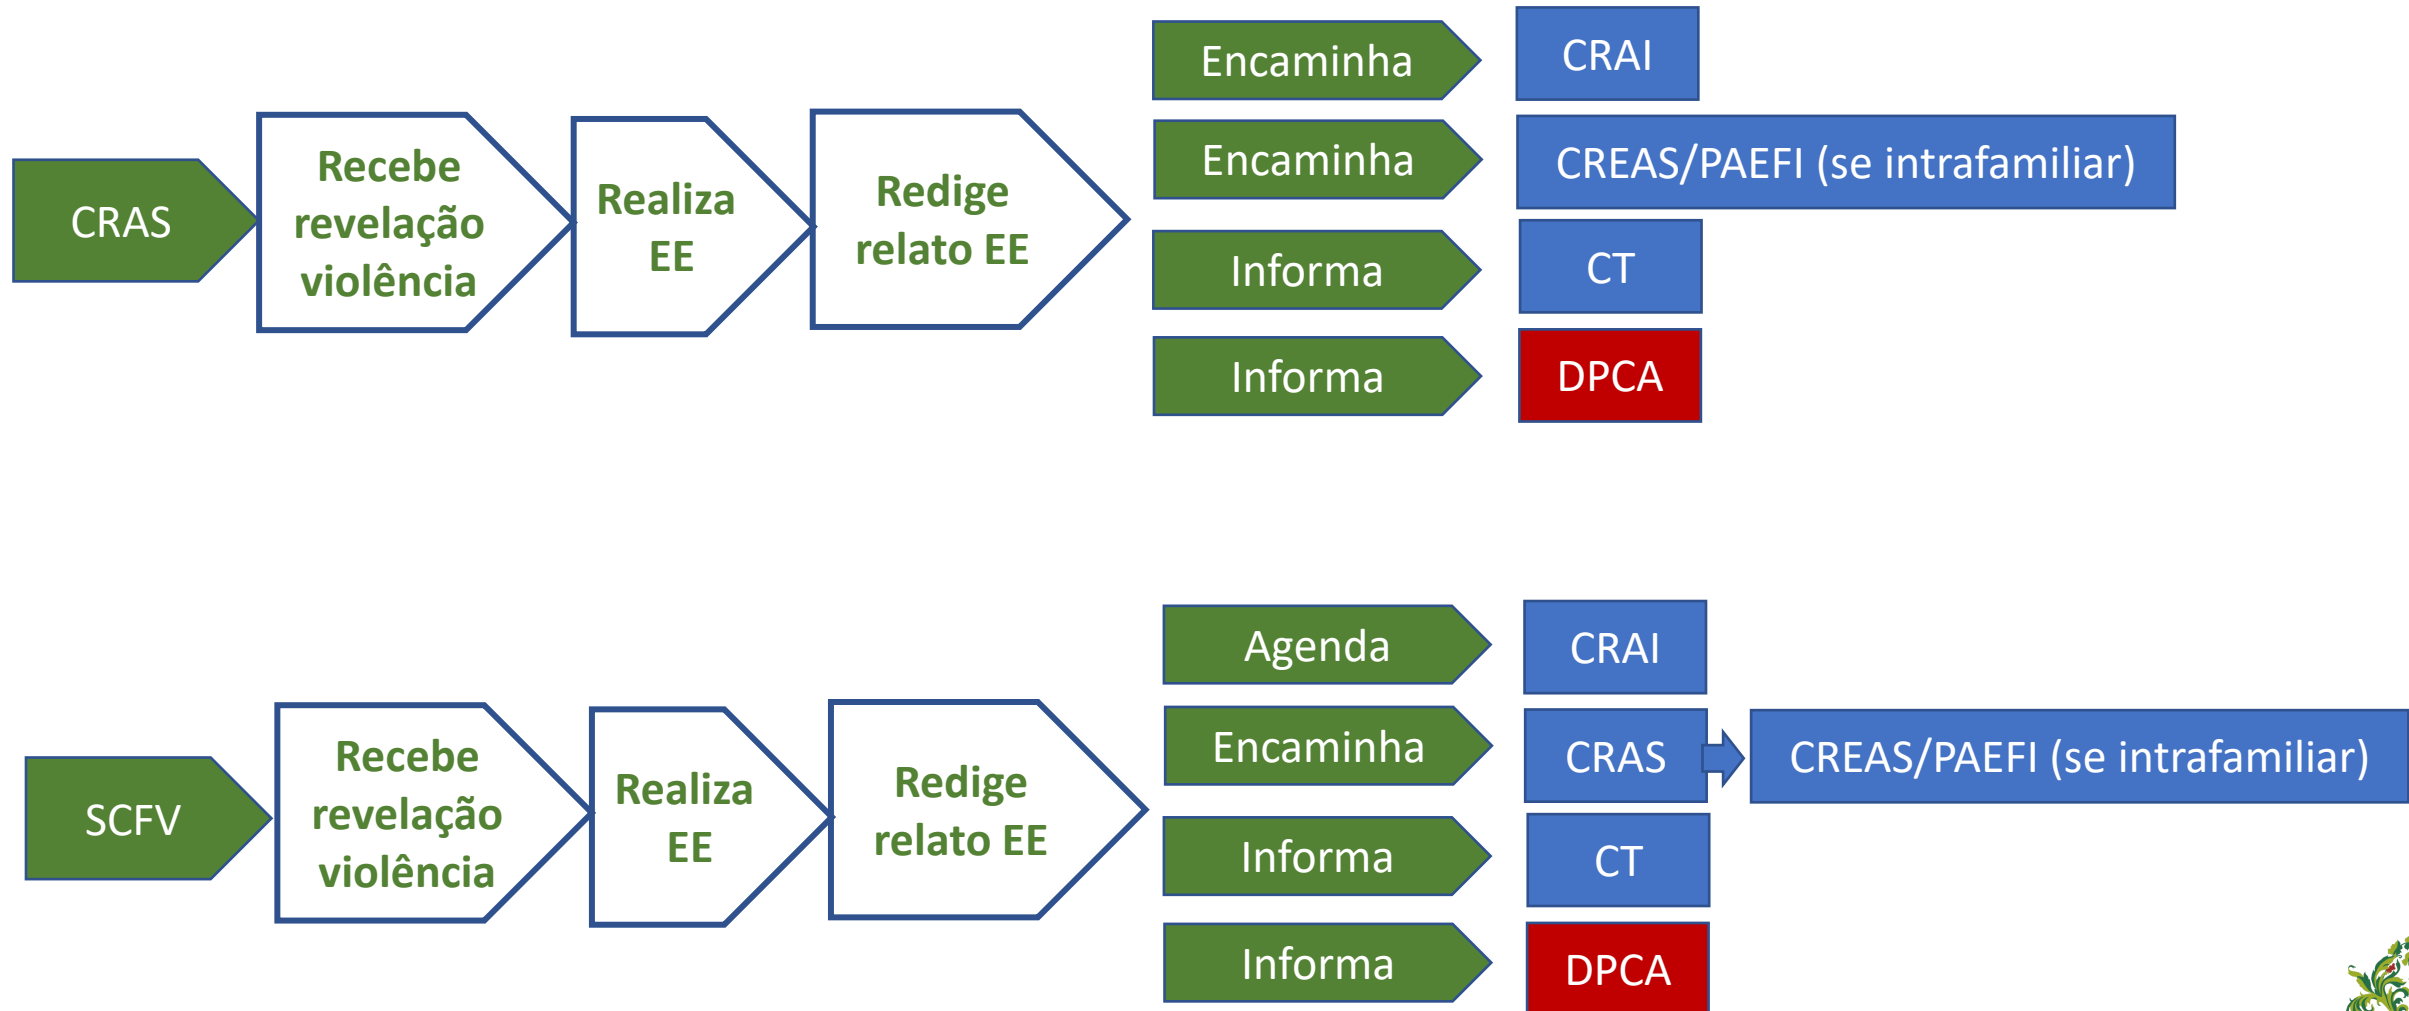 CRAS
Recebe
revelação
violência
Realiza
EE
Redige
relato EE
Encaminha
CRAI
Encaminha
CREAS/PAEFI (se intrafamiliar)
Informa
CT
Informa
DPCA
SCFV
Recebe
revelação
violência
Realiza
EE
Redige
relato EE
Agenda
CRAI
Encaminha
CRAS
CREAS/PAEFI (se intrafamiliar)
Informa
CT
Informa
DPCA